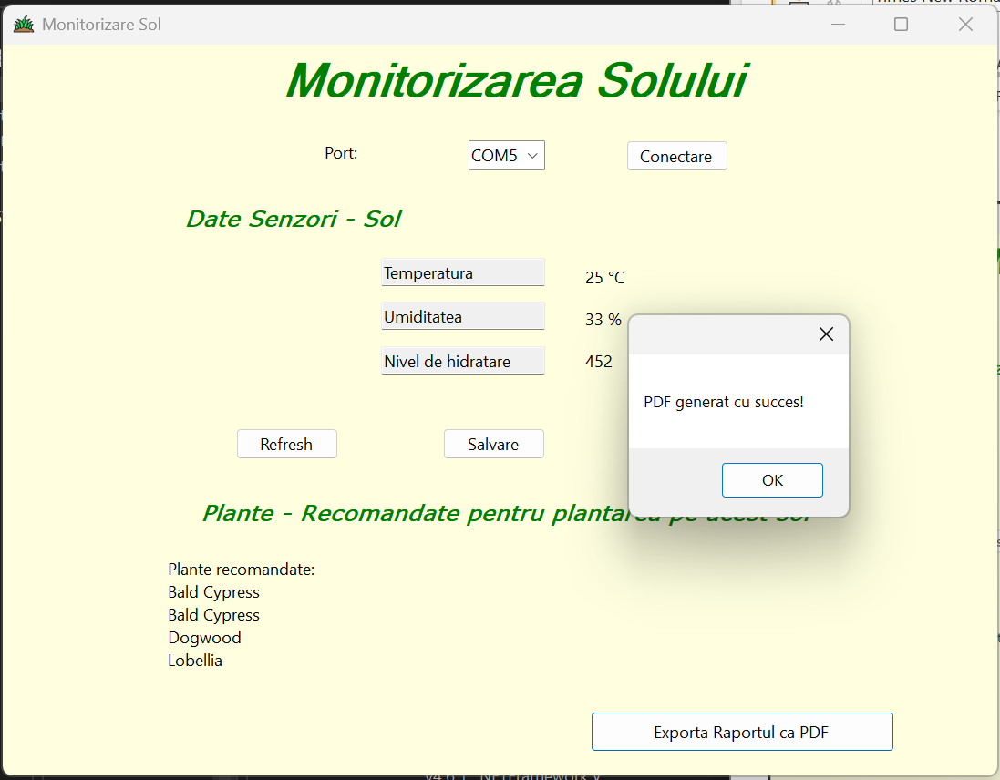 Monitorizare Sol
Monitorizarea Solului
Port:
COM5
Conectare
Date Senzori - Sol
Temperatura
25 °C
Umiditatea
33 %
Nivel de hidratare
452
PDF generat cu succes!
OK
Refresh
Salvare
Plante - Recomandate pentru plantarea pe acest sol
Plante recomandate:
Bald Cypress
Bald Cypress
Dogwood
Lobellia
Exporta Raportul ca PDF